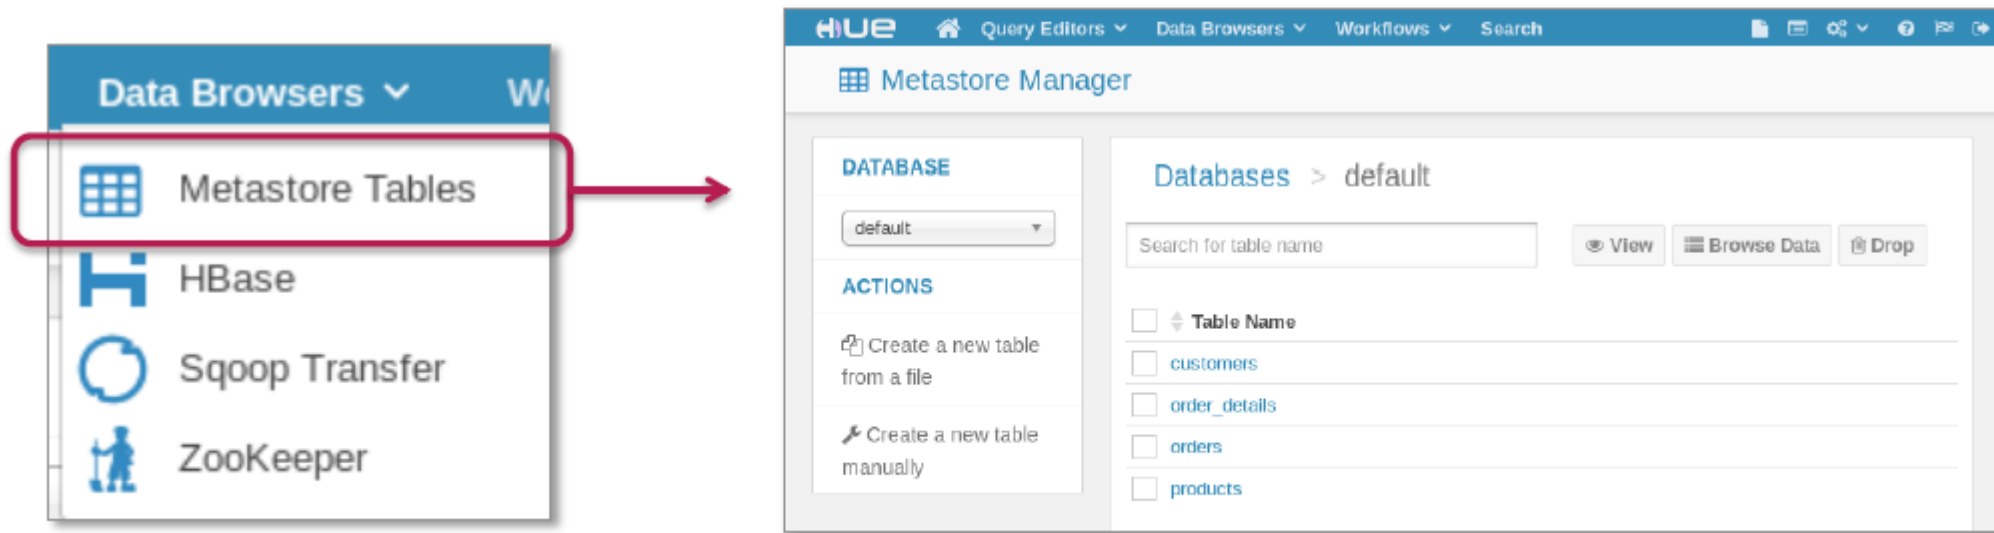 Data Browsers
Metastore Tables
HBase
Sqoop Transfer
ZooKeeper
HUE Query Editors Data Browsers Workflows Search
Metastore Manager
DATABASE
default
ACTIONS
Create a new table
from a file
Create a new table
manually
Databases > default
Search for table name
View Browse Data Drop
Table Name
customers
order_details
orders
products